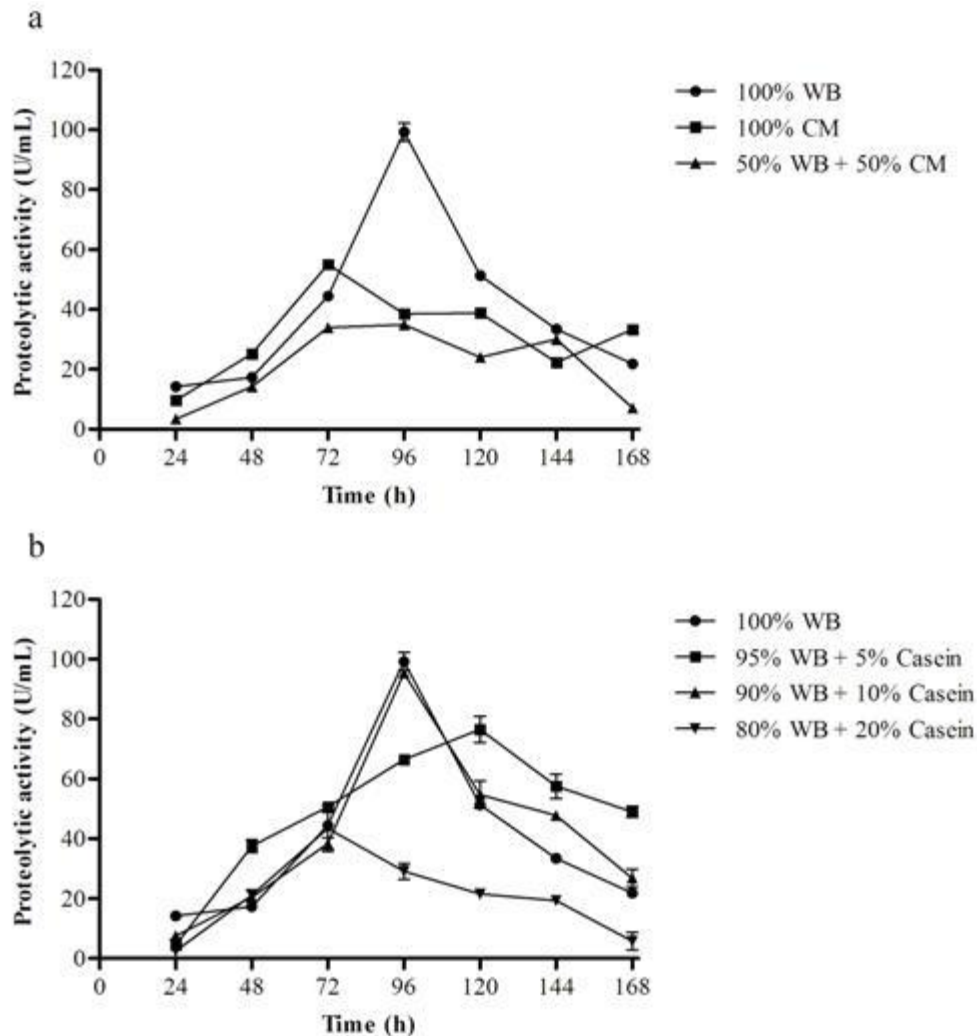 a
Proteolytic activity (U/mL)
120
100
80
60
40
20
0
0 24 48 72 96 120 144 168
Time (h)
100% WB
100% CM
50% WB + 50% CM
b
Proteolytic activity (U/mL)
120
100
80
60
40
20
0
0 24 48 72 96 120 144 168
Time (h)
100% WB
95% WB + 5% Casein
90% WB + 10% Casein
80% WB + 20% Casein